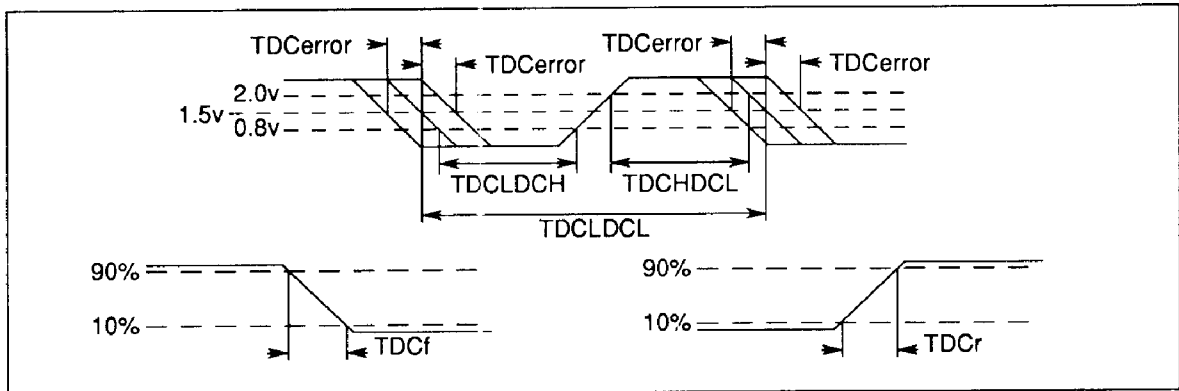 TDCerror
TDCerror
TDCerror
TDCerror
2.0v
1.5v
0.8v
TDCLDCH
TDCHDCL
TDCLDCL
90%
90%
10%
10%
TDCf
TDCr